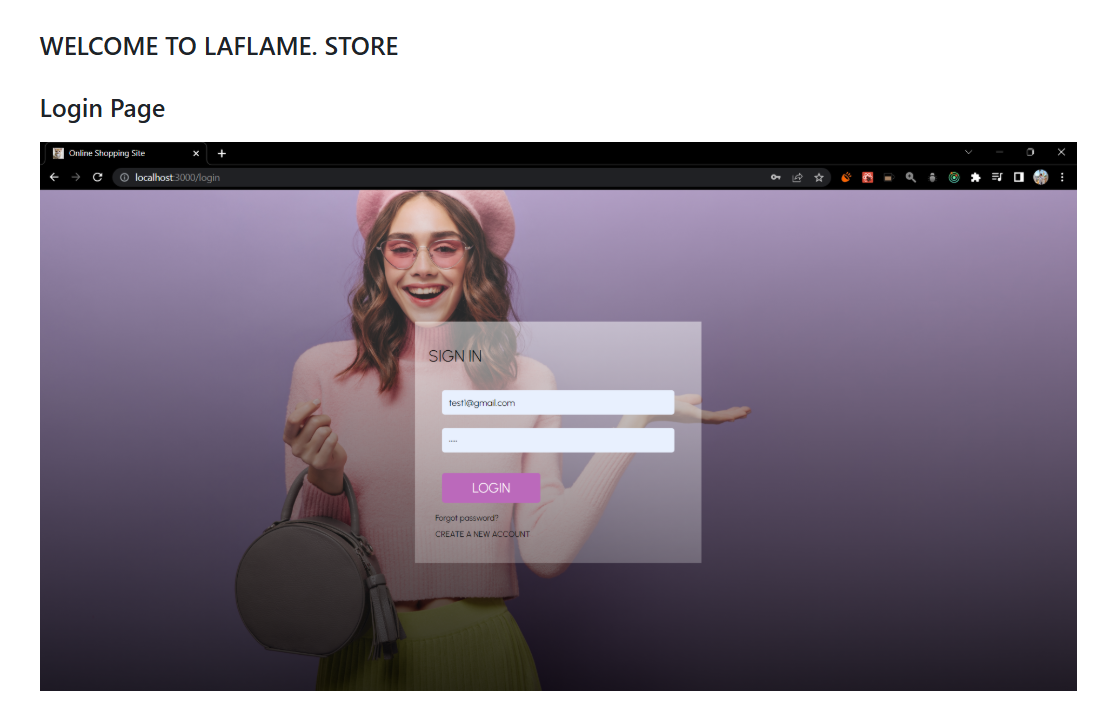 WELCOME TO LAFLAME. STORE
Login Page
Online Shopping Site
localhost:3000/login
SIGN IN
test1@gmail.com
LOGIN
Forgot password?
CREATE A NEW ACCOUNT